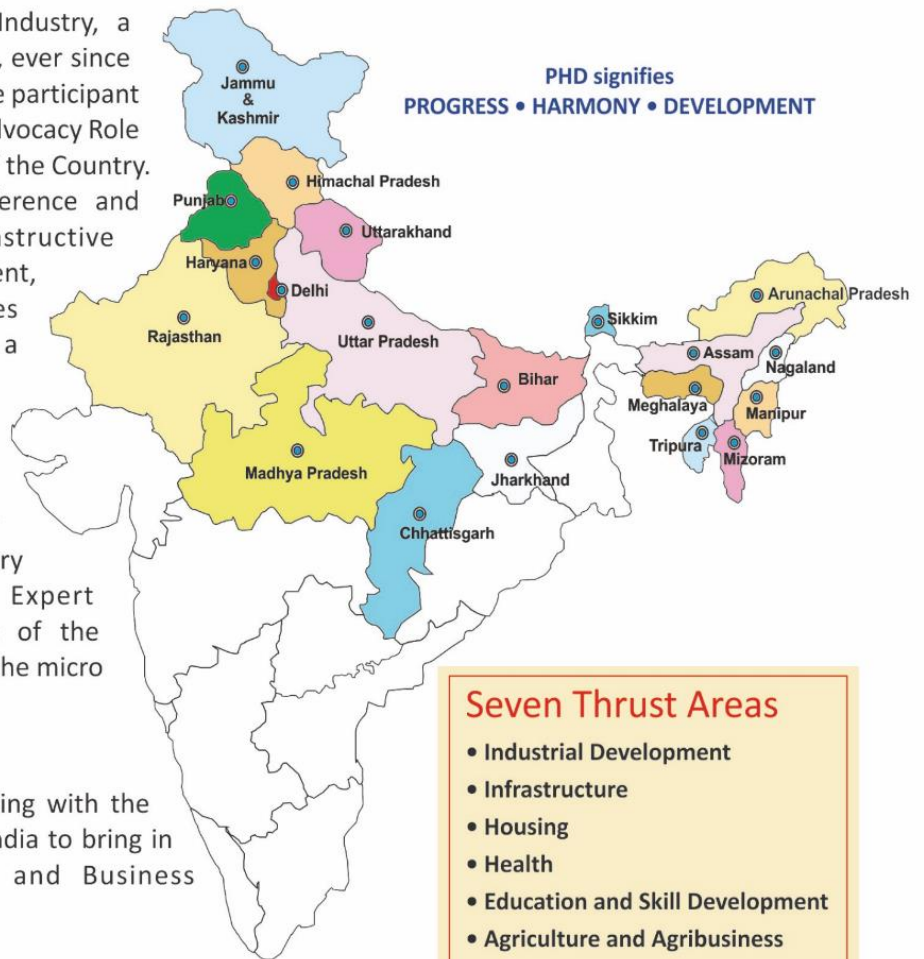 Industry, a
, ever since
e participant
dvocacy Role
the Country.
erence and
nstructive
ent,
es
a
ry
Expert
of the
he micro
ing with the
ndia to bring in
and Business
PHD signifies
PROGRESS • HARMONY • DEVELOPMENT
Jammu
&
Kashmir
Himachal Pradesh
Punjab
Uttarakhand
Haryana
Delhi
Rajasthan
Uttar Pradesh
Bihar
Sikkim
Arunachal Pradesh
Assam
Nagaland
Meghalaya
Manipur
Tripura
Mizoram
Madhya Pradesh
Jharkhand
Chhattisgarh
Seven Thrust Areas
• Industrial Development
• Infrastructure
• Housing
• Health
• Education and Skill Development
• Agriculture and Agribusiness